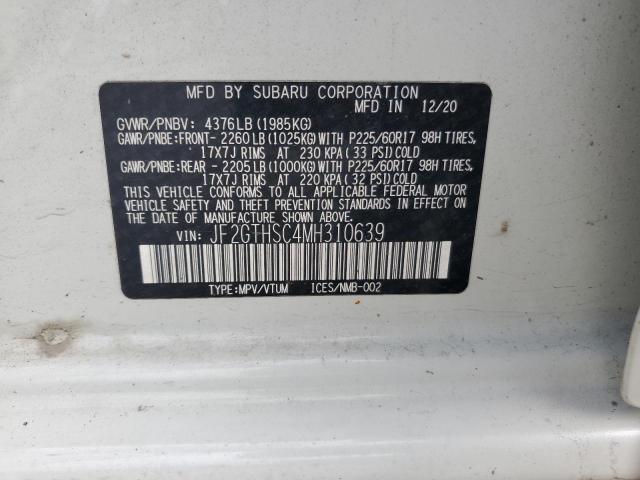 MFD BY SUBARU CORPORATION
MFD IN 12/20
GVWR/PNBV: 4376LB (1985KG)
GAWR/PNBE:FRONT- 2260LB (1025KG) WITH P225/60R17 98H TIRES,
17X7J RIMS AT 230 KPA (33 PSI) COLD
GAWR/PNBE:REAR - 2205LB (1000KG) WITH P225/60R17 98H TIRES,
17X7J RIMS AT 220 KPA (32 PSI) COLD
THIS VEHICLE CONFORMS TO ALL APPLICABLE FEDERAL MOTOR
VEHICLE SAFETY AND THEFT PREVENTION STANDARDS IN EFFECT ON
THE DATE OF MANUFACTURE SHOWN ABOVE.
VIN: JF2GTHSC4MH310639
TYPE:MPV/VTUM ICES/NMB-002